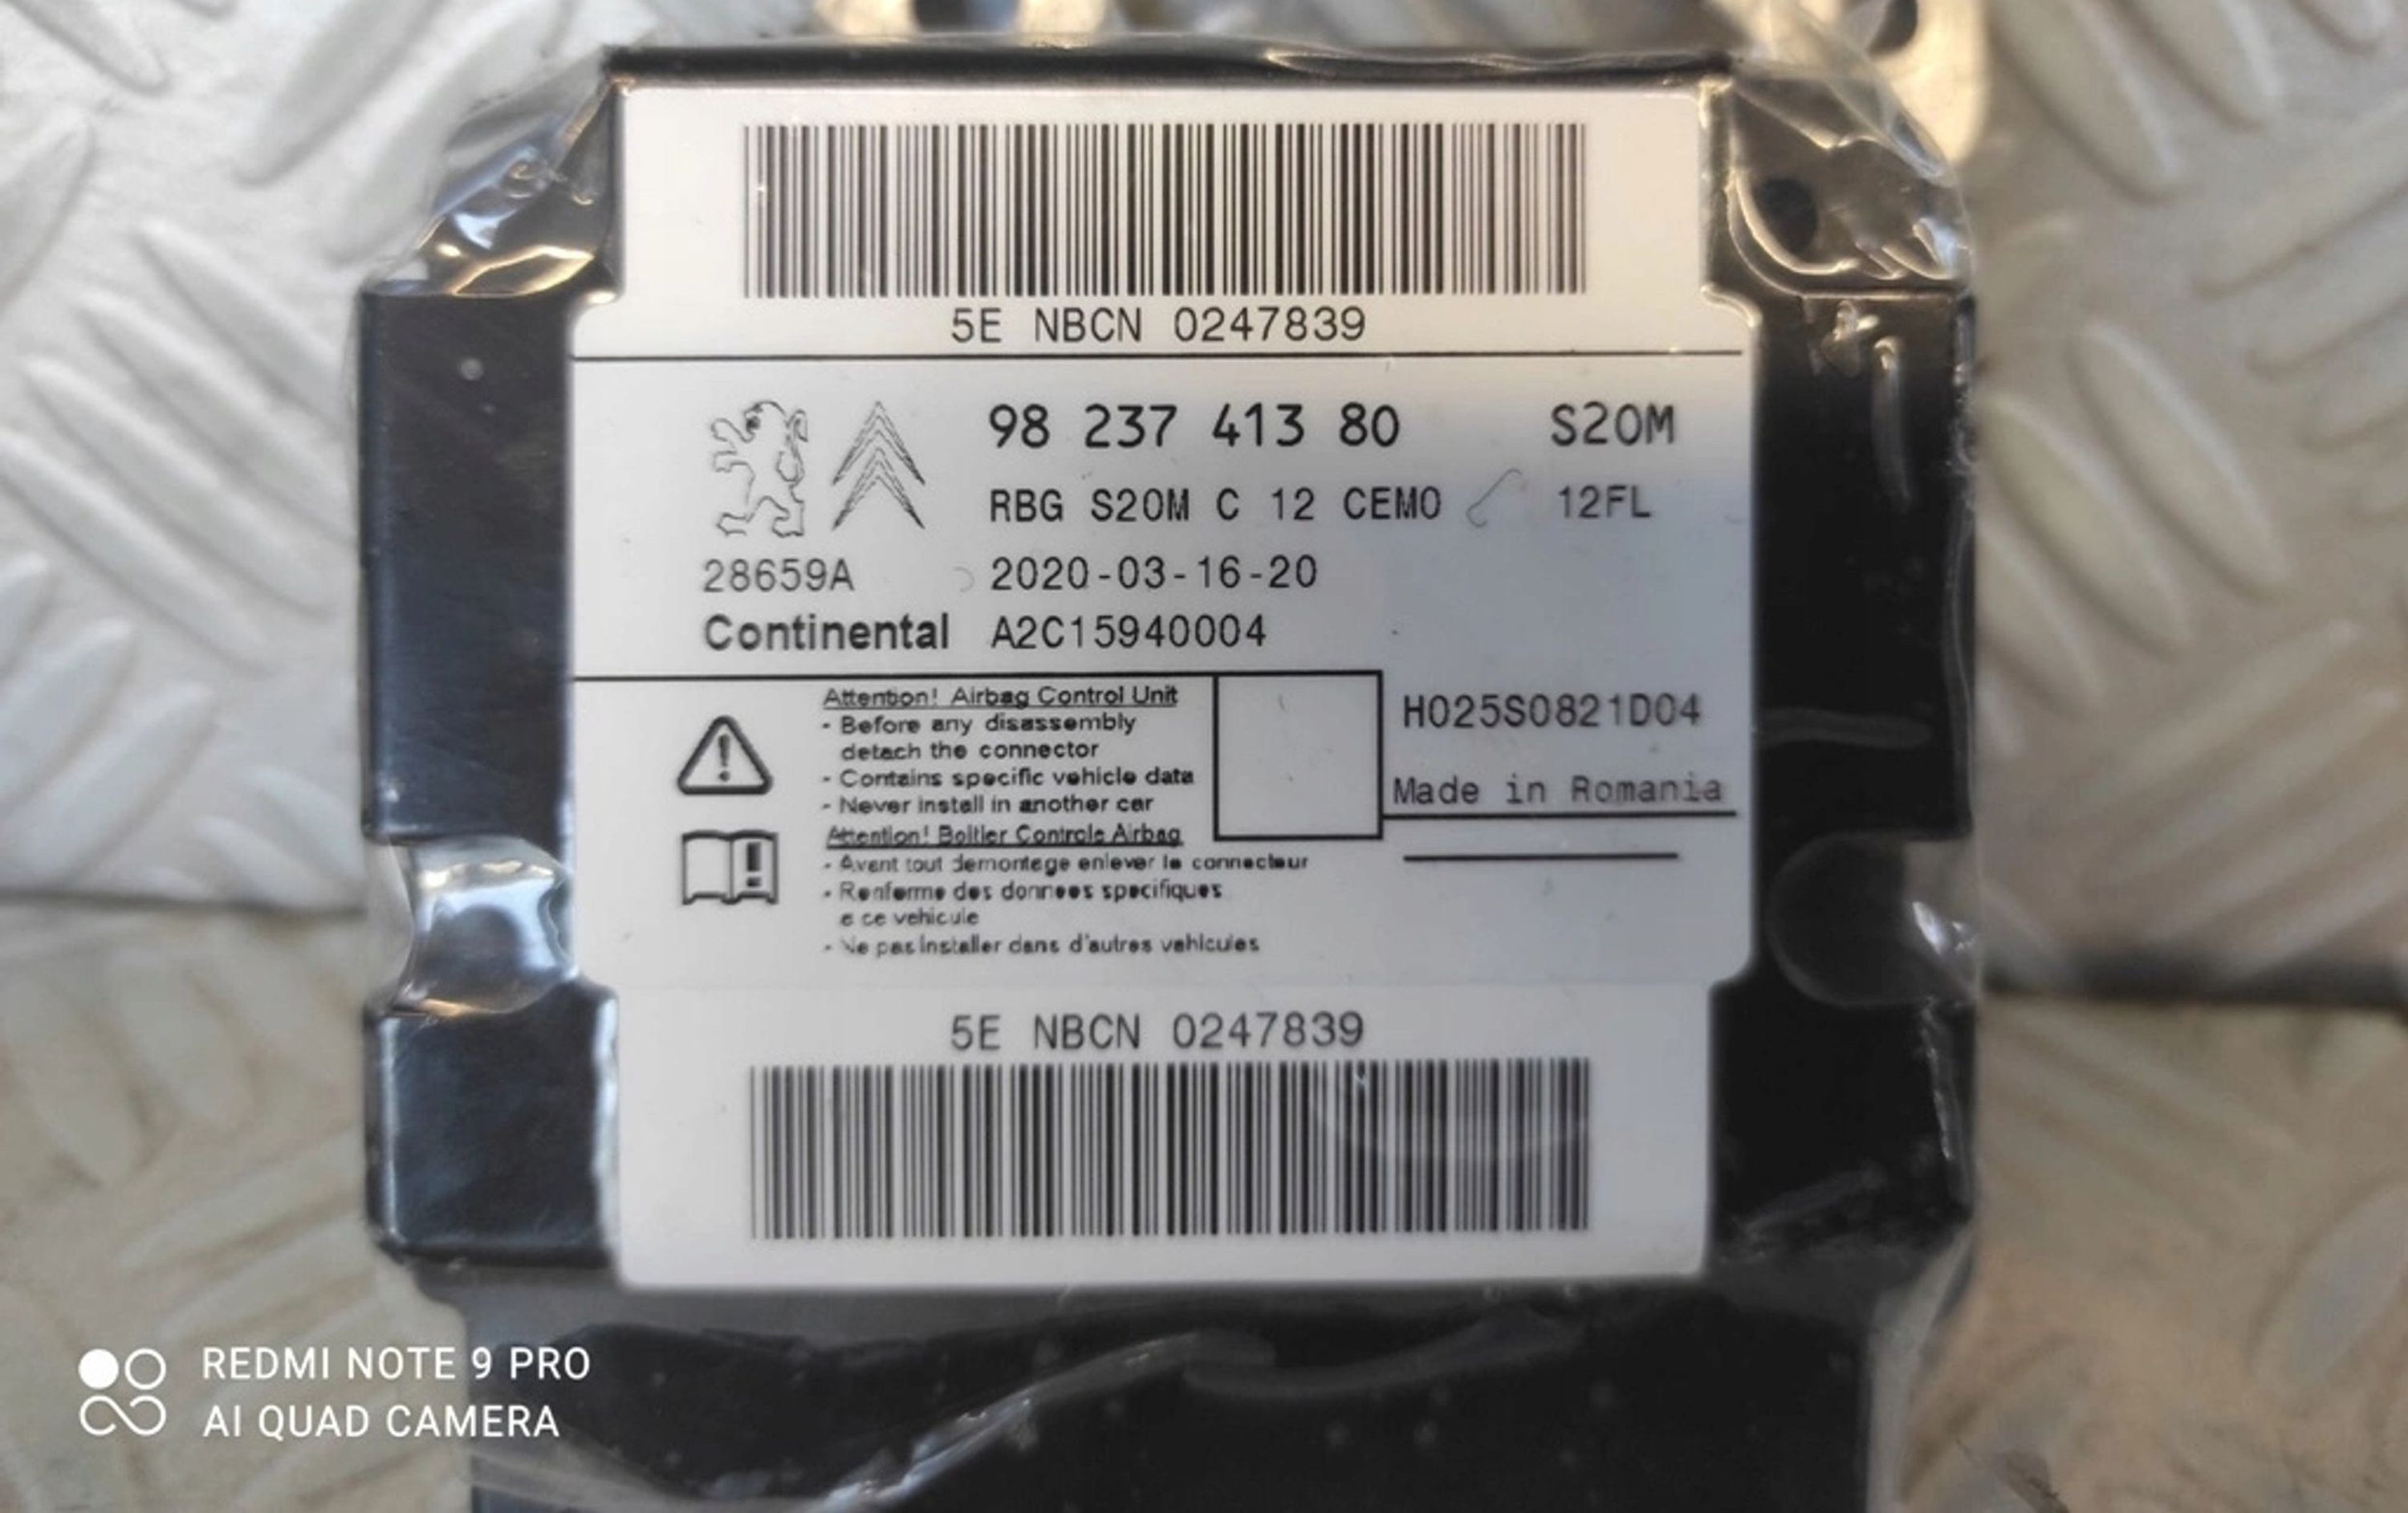 5E NBCN 0247839
98 237 413 80 S20M
RBG S20M C 12 CEMO 12FL
28659A 2020-03-16-20
Continental A2C15940004
Attention! Airbag Control Unit
- Before any disassembly
detach the connector
- Contains specific vehicle data
- Never install in another car
H025S0821D04
Made in Romania
Attention! Boitier Controle Airbag
- Avant tout demontage enlever le connecteur
- Renferme des donnees specifiques
a ce vehicule
- Ne pas installer dans d'autres vehicules
5E NBCN 0247839
REDMI NOTE 9 PRO
AI QUAD CAMERA